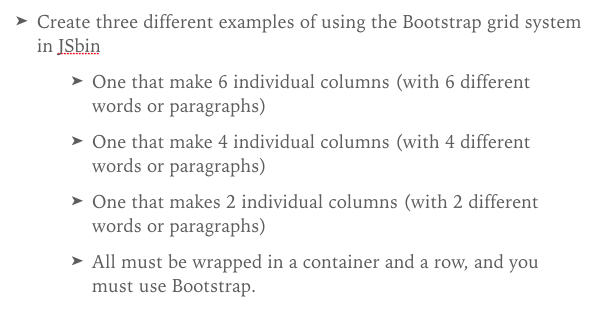 ➤ Create three different examples of using the Bootstrap grid system
in JSbin
➤ One that make 6 individual columns (with 6 different
words or paragraphs)
➤ One that make 4 individual columns (with 4 different
words or paragraphs)
➤ One that makes 2 individual columns (with 2 different
words or paragraphs)
➤ All must be wrapped in a container and a row, and you
must use Bootstrap.